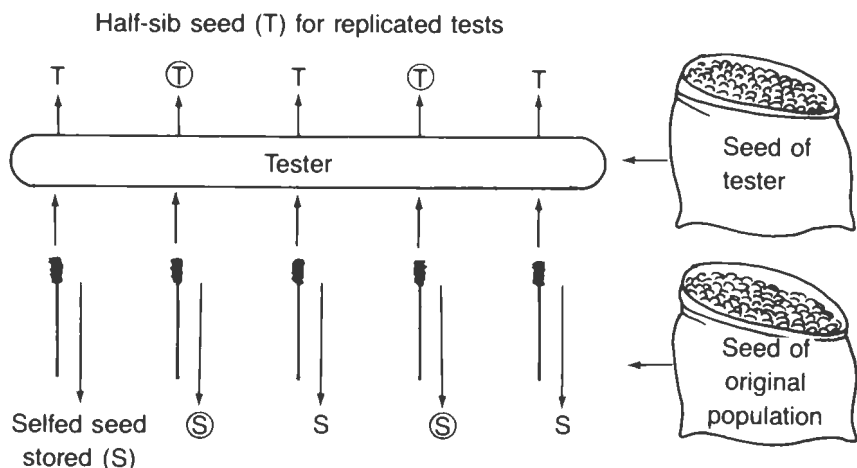 Half-sib seed (T) for replicated tests
T T T T T
Tester
Seed of
tester
Seed of
original
population
Selfed seed
stored (S)
S S S S